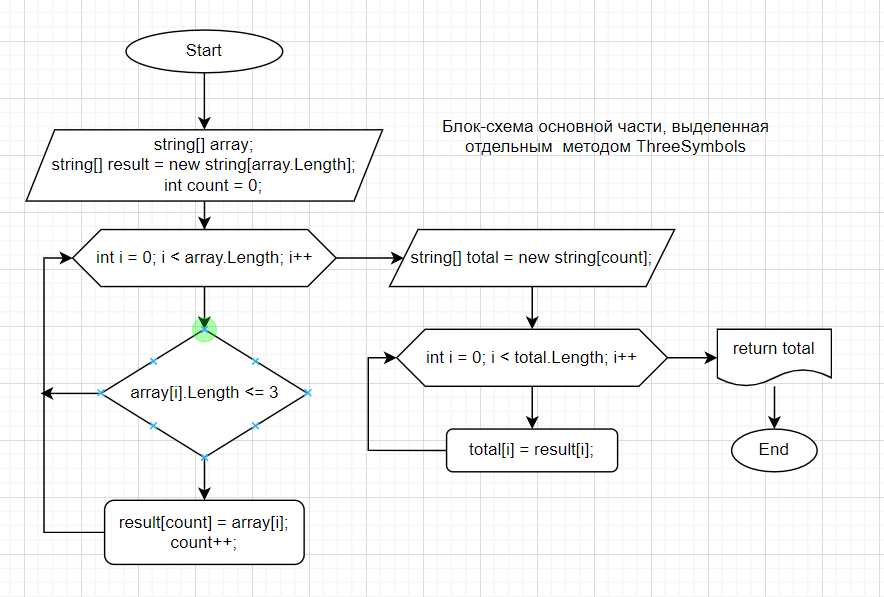 Start
Блок-схема основной части, выделенная
отдельным методом ThreeSymbols
string[] array;
string[] result = new string[array.Length];
int count = 0;
int i = 0; i < array.Length; i++
string[] total = new string[count];
array[i].Length <= 3
int i = 0; i < total.Length; i++
return total
total[i] = result[i];
End
result[count] = array[i];
count++;